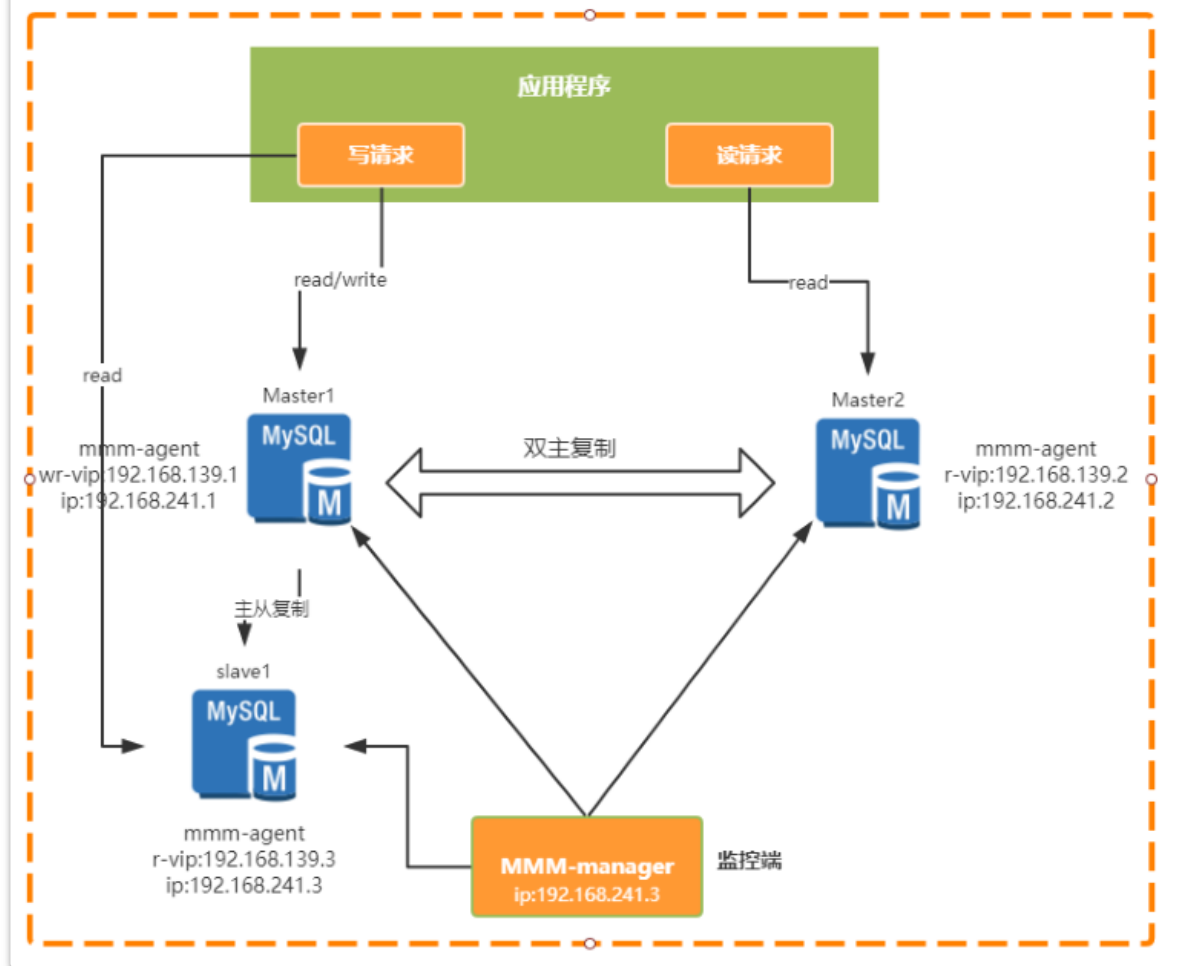 应用程序
写请求
读请求
read/write
read
read
Master1
MySQL
M
mmm-agent
wr-vip:192.168.139.1
ip:192.168.241.1
双主复制
Master2
MySQL
M
mmm-agent
r-vip:192.168.139.2
ip:192.168.241.2
主从复制
slave1
MySQL
M
mmm-agent
r-vip:192.168.139.3
ip:192.168.241.3
MMM-manager
ip:192.168.241.3
监控端